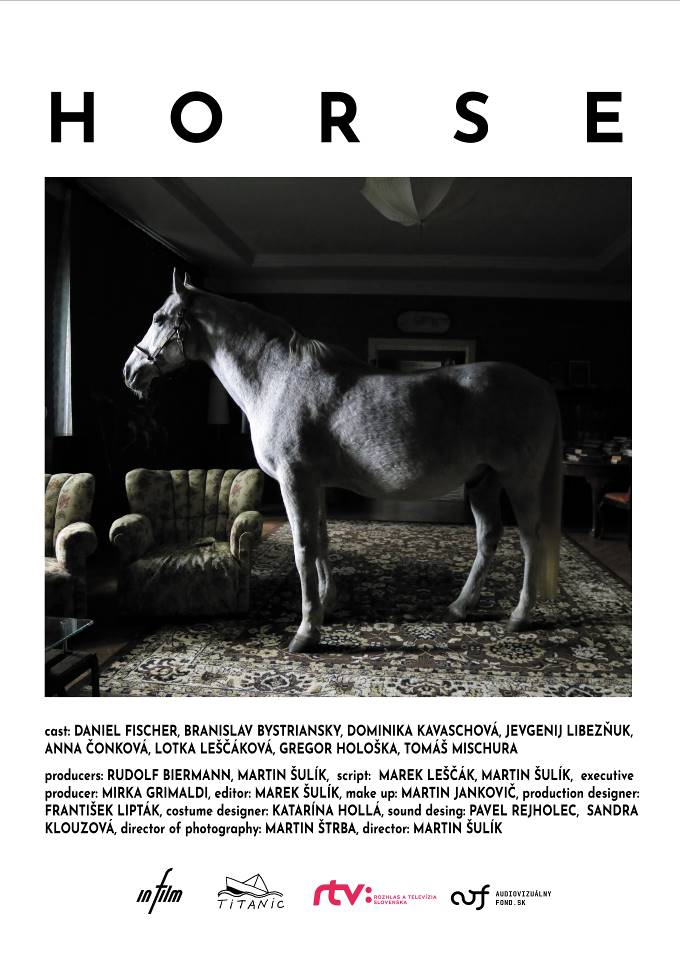 HORSE
cast: DANIEL FISCHER, BRANISLAV BYSTRIANSKY, DOMINIKA KAVASCHOVÁ, JEVGENIJ LIBEZŇUK,
ANNA ČONKOVÁ, LOTKA LEŠČÁKOVÁ, GREGOR HOLOŠKA, TOMÁŠ MISCHURA
producers: RUDOLF BIERMANN, MARTIN ŠULÍK, script: MAREK LEŠČÁK, MARTIN ŠULÍK, executive
producer: MIRKA GRIMALDI, editor: MAREK ŠULÍK, make up: MARTIN JANKOVIČ, production designer:
FRANTIŠEK LIPTÁK, costume designer: KATARÍNA HOLLÁ, sound desing: PAVEL REJHOLEC, SANDRA
KLOUZOVÁ, director of photography: MARTIN ŠTRBA, director: MARTIN ŠULÍK
in film
TITANIC
rtv:
ROZHLAS A TELEVÍZIA
SLOVENSKA
avf
AUDIOVIZUÁLNY
FOND.SK